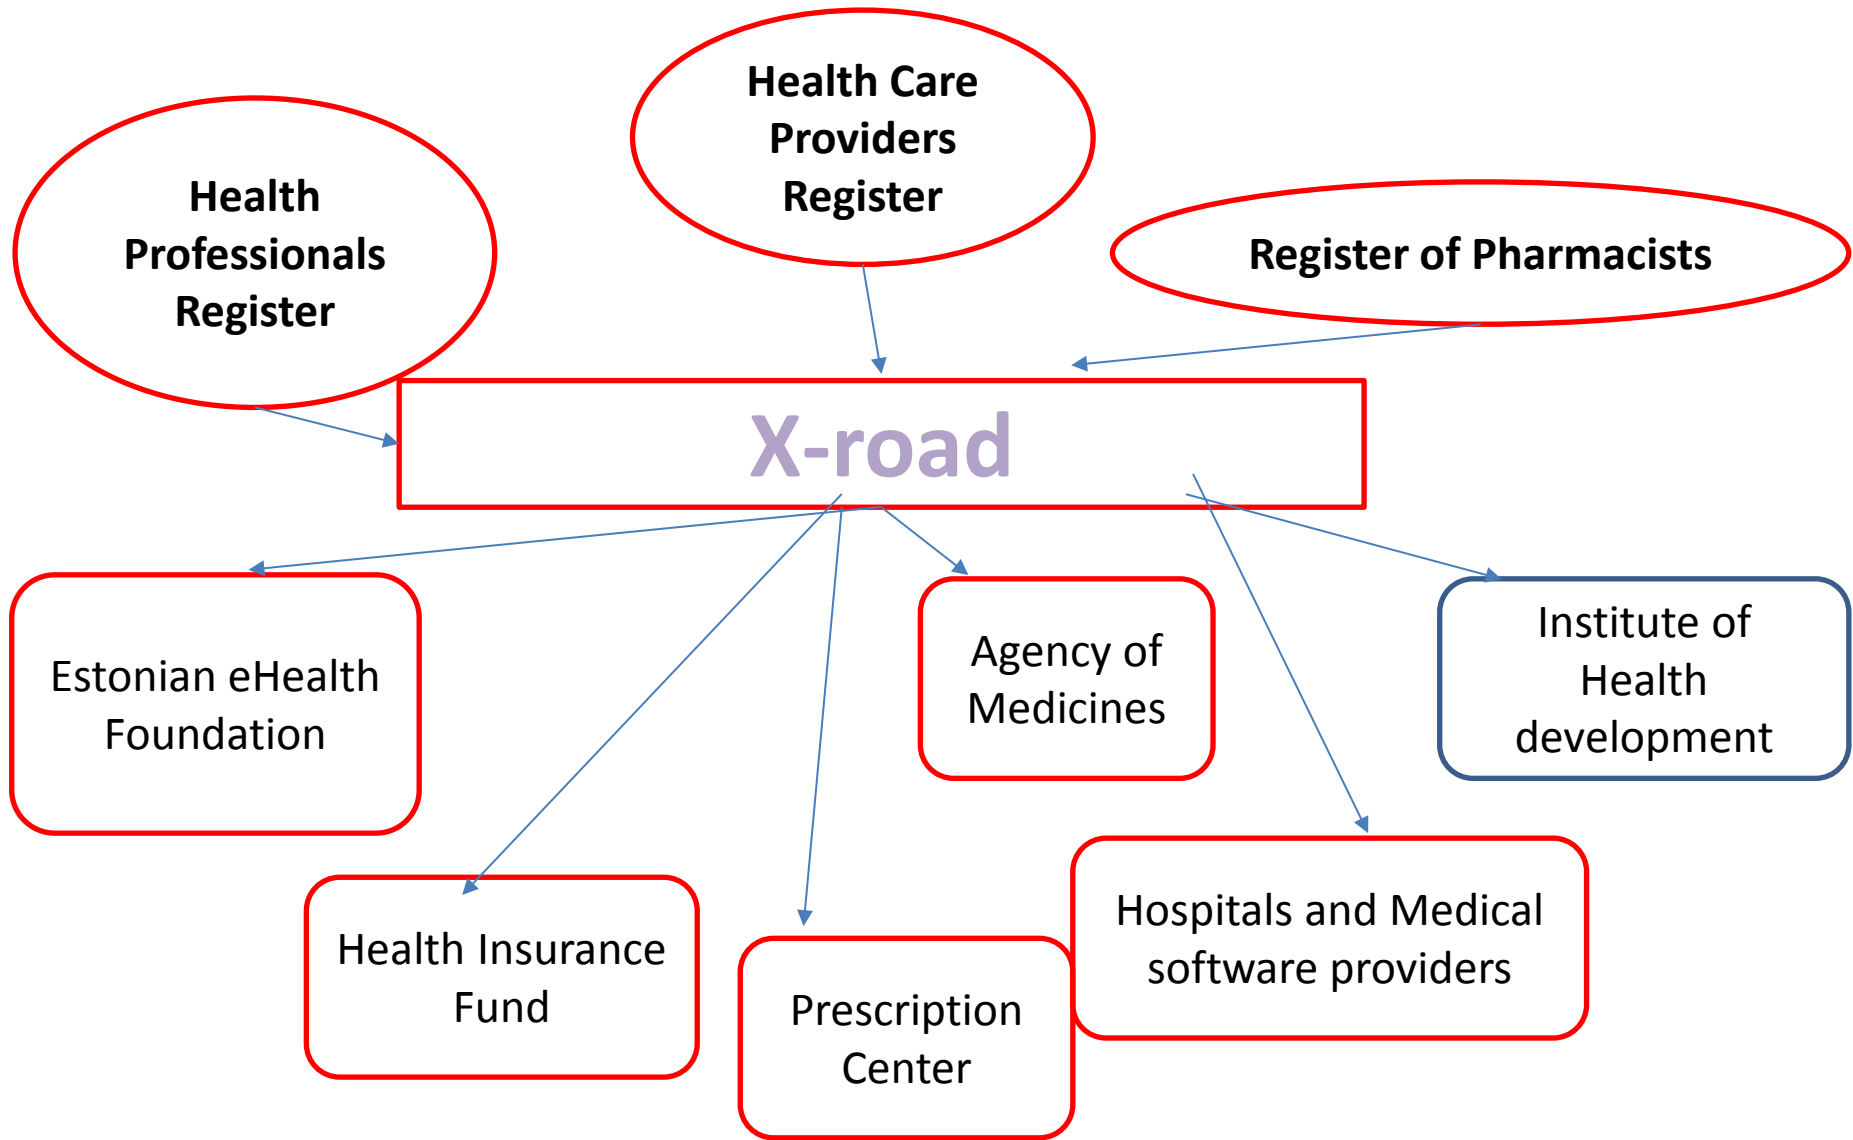 Health Care
Providers
Register
Health
Professionals
Register
Register of Pharmacists
X-road
Estonian eHealth
Foundation
Agency of
Medicines
Institute of
Health
development
Health Insurance
Fund
Prescription
Center
Hospitals and Medical
software providers